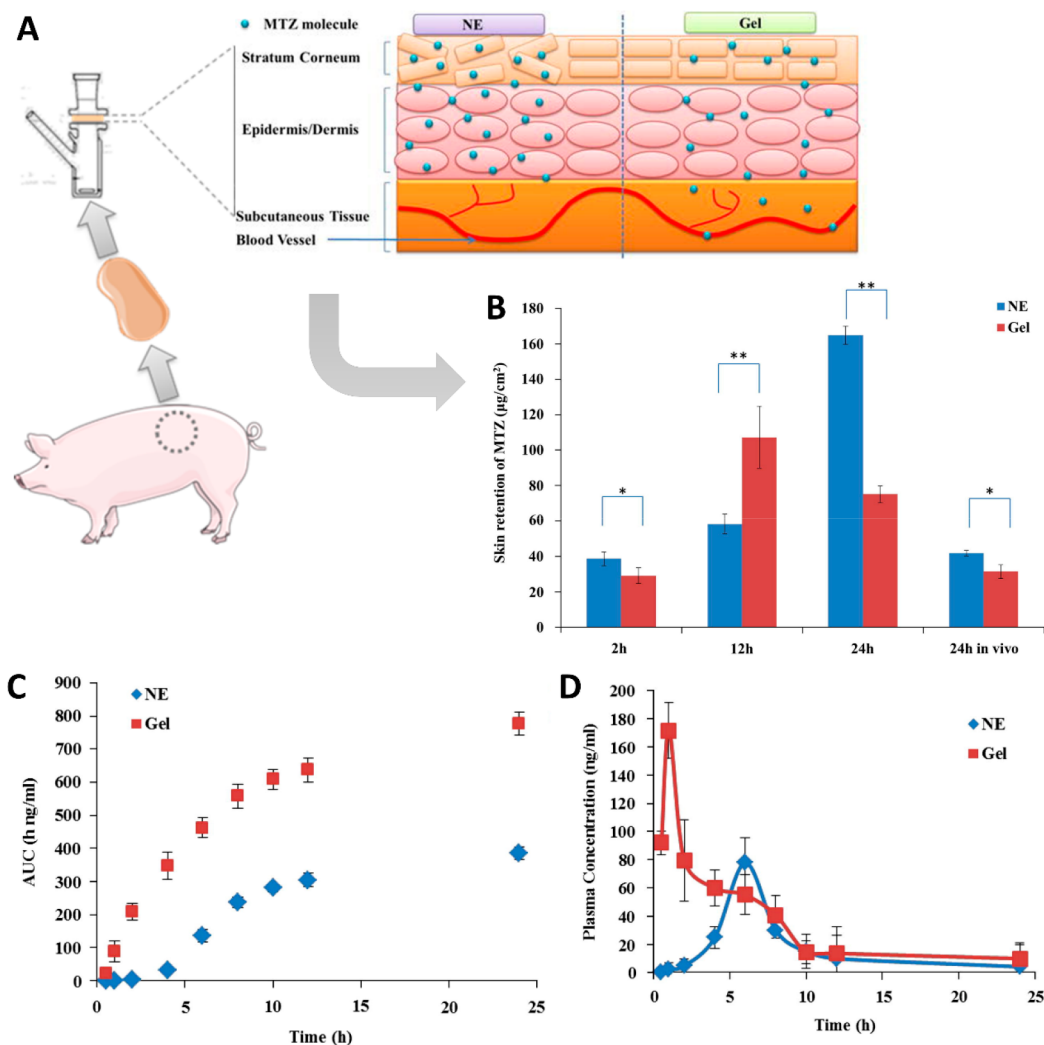 A
MTZ molecule
NE
Gel
Stratum Corneum
Epidermis/Dermis
Subcutaneous Tissue
Blood Vessel
B
Skin retention of MTZ (µg/cm²)
180
160
140
120
100
80
60
40
20
0
**
**
*
*
NE
Gel
2h
12h
24h
24h in vivo
C
AUC (h ng/ml)
900
800
700
600
500
400
300
200
100
0
NE
Gel
0 5 10 15 20 25
Time (h)
D
Plasma Concentration (ng/ml)
200
180
160
140
120
100
80
60
40
20
0
NE
Gel
0 5 10 15 20 25
Time (h)